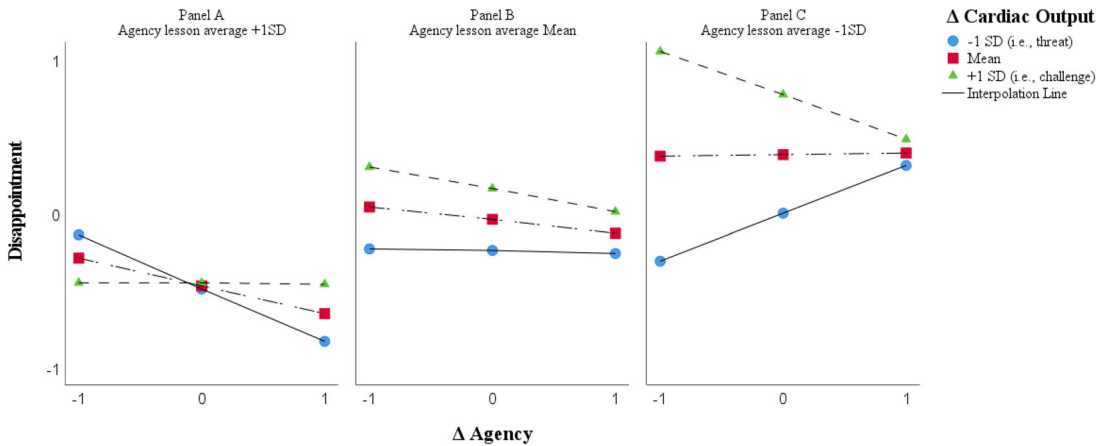 Panel A
Agency lesson average +1SD
Panel B
Agency lesson average Mean
Panel C
Agency lesson average -1SD
Δ Cardiac Output
-1 SD (i.e., threat)
Mean
+1 SD (i.e., challenge)
Interpolation Line
Disappointment
1
0
-1
-1 0 1
-1 0 1
-1 0 1
Δ Agency